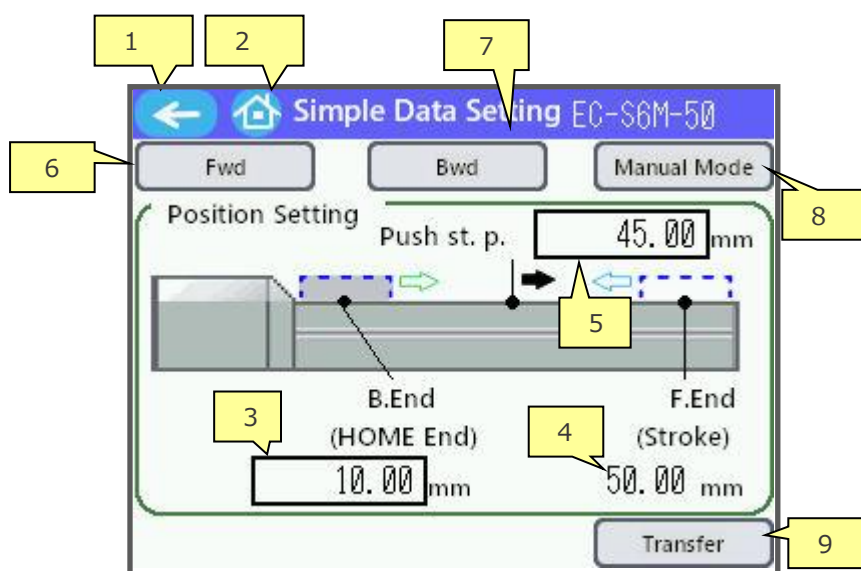 1
2
7
Simple Data Setting EC-S6M-50
6
Fwd
Bwd
Manual Mode
8
Position Setting
Push st. p.
45.00 mm
5
B.End
F.End
3
(HOME End)
4
(Stroke)
10.00 mm
50.00 mm
Transfer
9